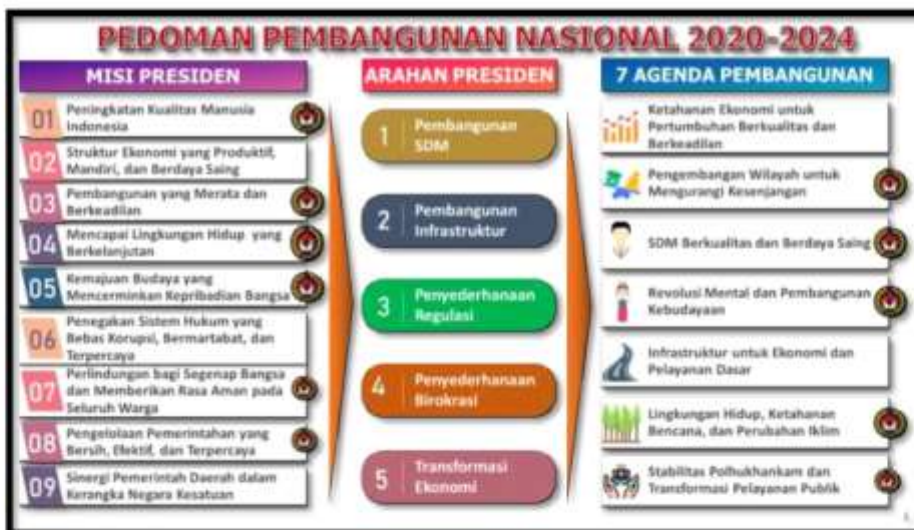 PEDOMAN PEMBANGUNAN NASIONAL 2020-2024
MISI PRESIDEN
01
Peningkatan Kualitas Manusia
Indonesia
02
Struktur Ekonomi yang Produktif,
Mandiri, dan Berdaya Saing
03
Pembangunan yang Merata dan
Berkeadilan
04
Mencapai Lingkungan Hidup yang
Berkelanjutan
05
Kemajuan Budaya yang
Mencerminkan Kepribadian Bangsa
06
Penegakan Sistem Hukum yang
Bebas Korupsi, Bermartabat, dan
Terpercaya
07
Perlindungan bagi Segenap Bangsa
dan Memberikan Rasa Aman pada
Seluruh Warga
08
Pengelolaan Pemerintahan yang
Bersih, Efektif, dan Terpercaya
09
Sinergi Pemerintah Daerah dalam
Kerangka Negara Kesatuan
ARAHAN PRESIDEN
1
Pembangunan
SDM
2
Pembangunan
Infrastruktur
3
Penyederhanaan
Regulasi
4
Penyederhanaan
Birokrasi
5
Transformasi
Ekonomi
7 AGENDA PEMBANGUNAN
Ketahanan Ekonomi untuk
Pertumbuhan Berkualitas dan
Berkeadilan
Pengembangan Wilayah untuk
Mengurangi Kesenjangan
SDM Berkualitas dan Berdaya Saing
Revolusi Mental dan Pembangunan
Kebudayaan
Infrastruktur untuk Ekonomi dan
Pelayanan Dasar
Lingkungan Hidup, Ketahanan
Bencana, dan Perubahan Iklim
Stabilitas Polhukhankam dan
Transformasi Pelayanan Publik